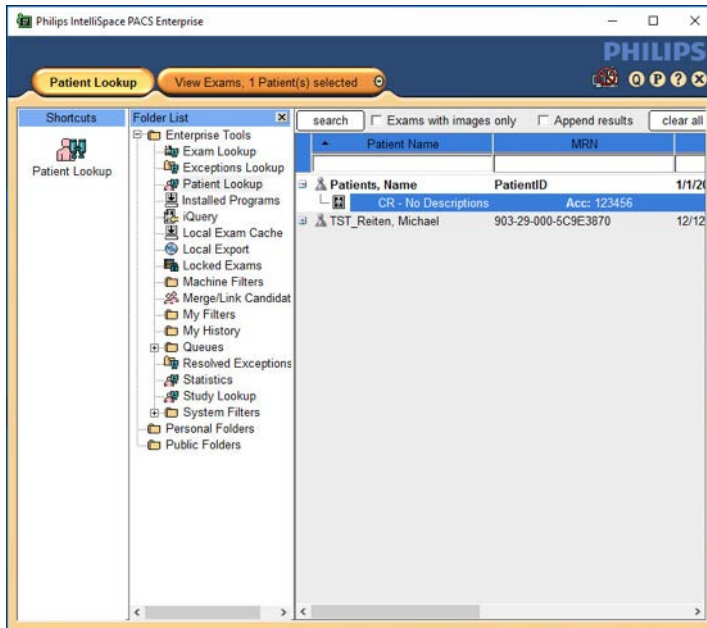 Philips IntelliSpace PACS Enterprise
PHILIPS
Patient Lookup
View Exams, 1 Patient(s) selected
Q P ? X
Shortcuts
Patient Lookup
Folder List
Enterprise Tools
Exam Lookup
Exceptions Lookup
Patient Lookup
Installed Programs
iQuery
Local Exam Cache
Local Export
Locked Exams
Machine Filters
Merge/Link Candidat
My Filters
My History
Queues
Resolved Exceptions
Statistics
Study Lookup
System Filters
Personal Folders
Public Folders
search Exams with images only Append results clear all
Patient Name MRN
Patients, Name PatientID 1/1/20
CR - No Descriptions Acc: 123456
TST_Reiten, Michael 903-29-000-5C9E3870 12/12